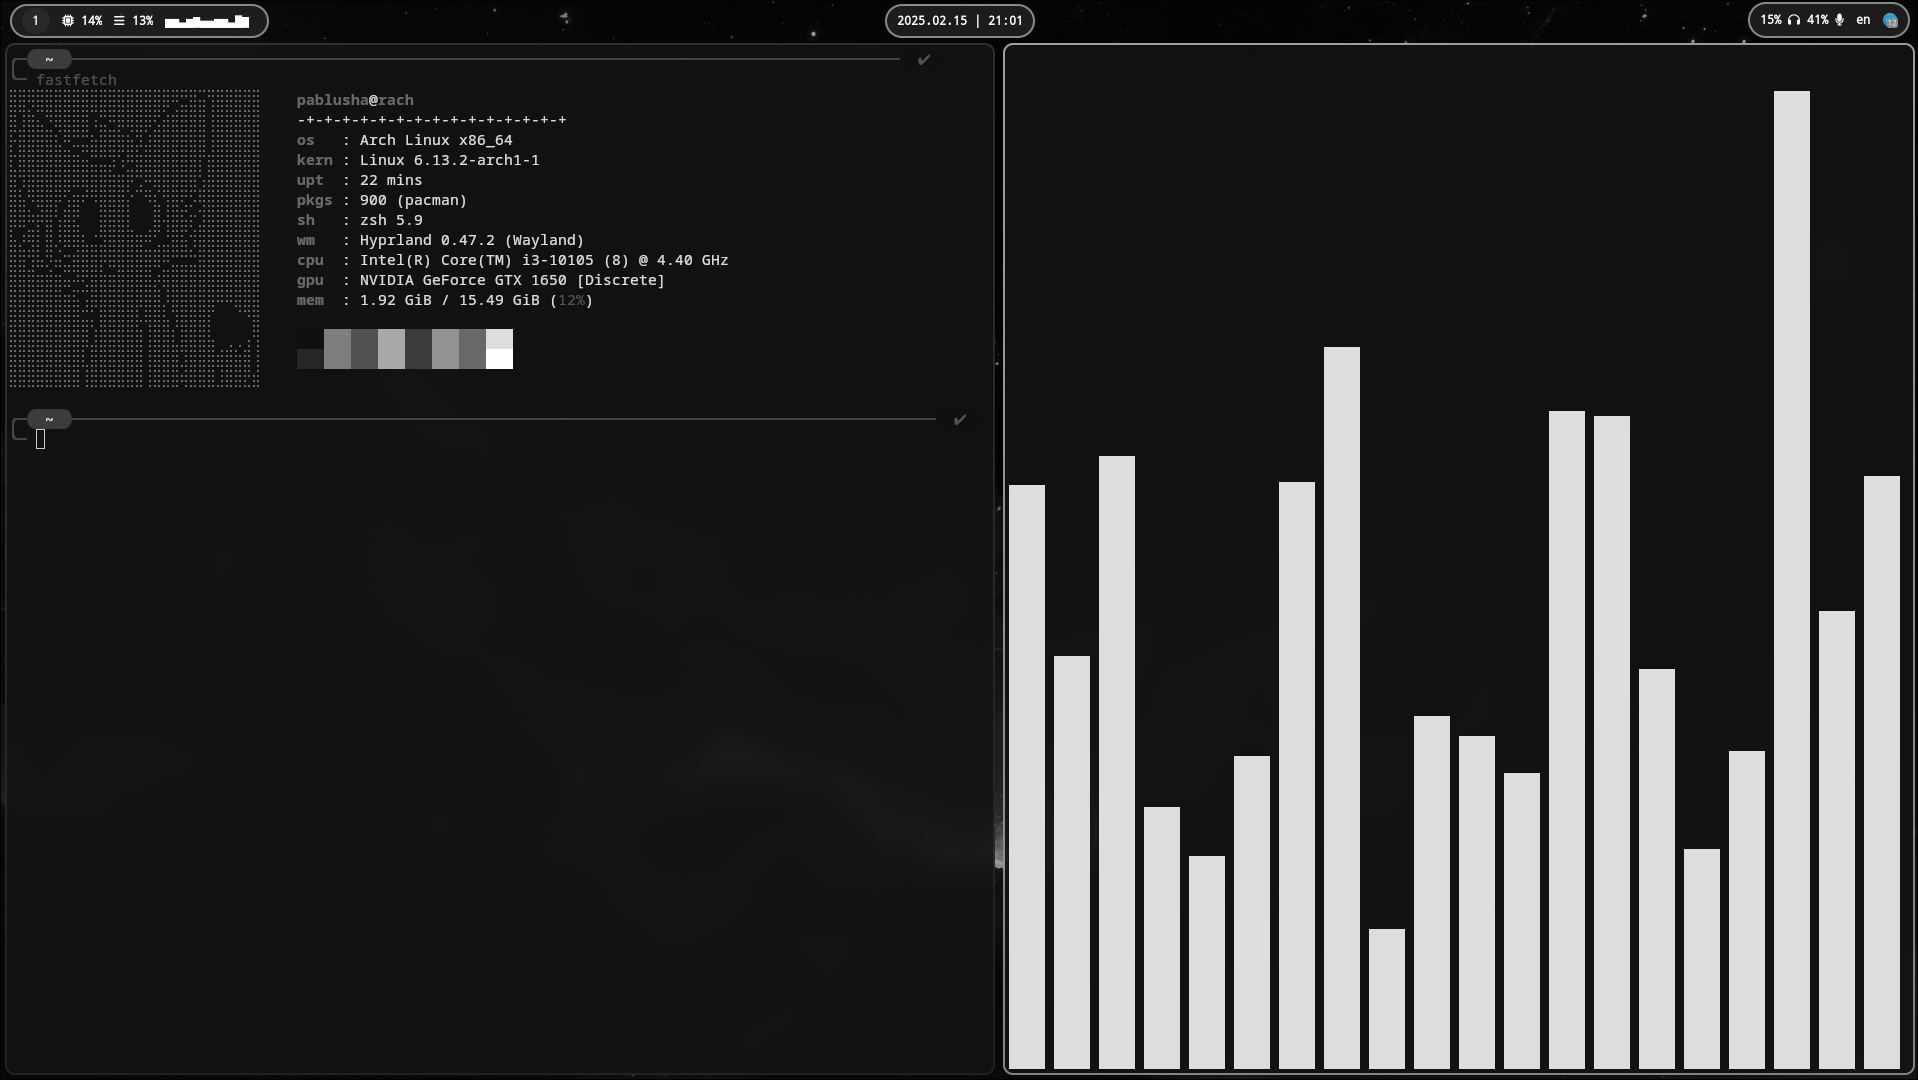 1 14% 13%
2025.02.15 | 21:01
15% 41% en 12
~
fastfetch
pablusha@rach
-+-+-+-+-+-+-+-+-+-+-+-+-+-+-+
os : Arch Linux x86_64
kern : Linux 6.13.2-arch1-1
upt : 22 mins
pkgs : 900 (pacman)
sh : zsh 5.9
wm : Hyprland 0.47.2 (Wayland)
cpu : Intel(R) Core(TM) i3-10105 (8) @ 4.40 GHz
gpu : NVIDIA GeForce GTX 1650 [Discrete]
mem : 1.92 GiB / 15.49 GiB (12%)
~